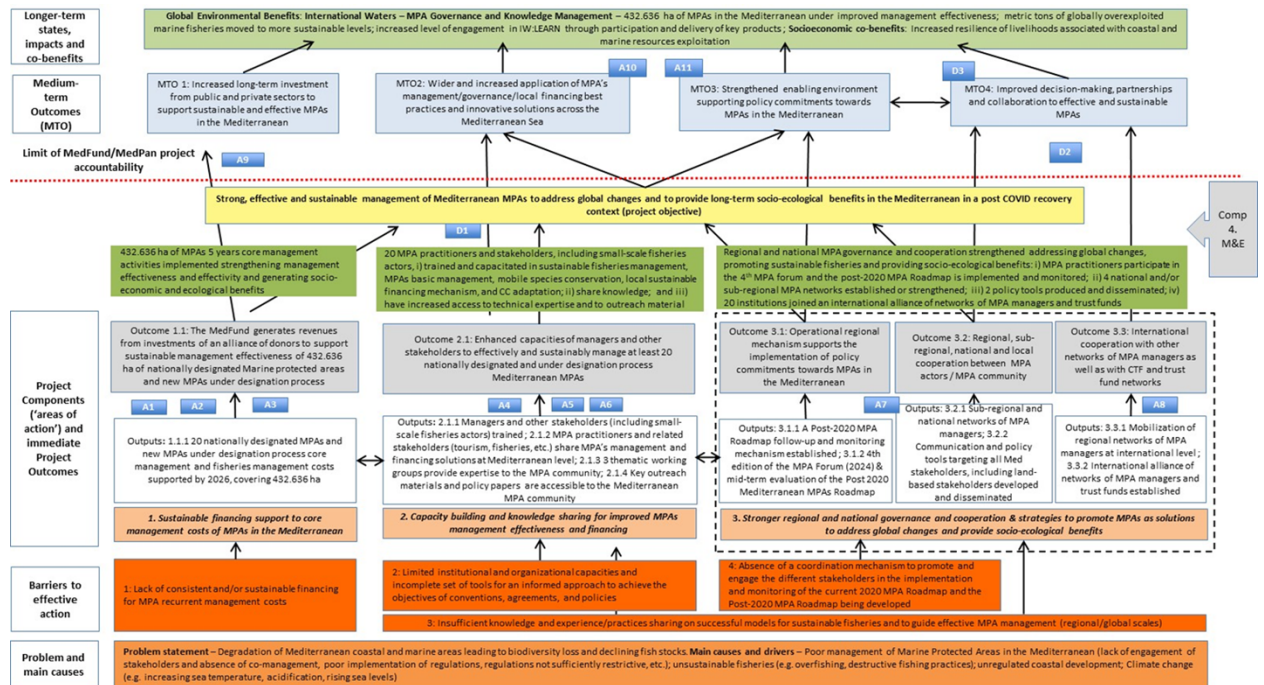 Longer-term
states,
impacts and
co-benefits
Global Environmental Benefits: International Waters – MPA Governance and Knowledge Management – 432.636 ha of MPAs in the Mediterranean under improved management effectiveness; metric tons of globally overexploited
marine fisheries moved to more sustainable levels; increased level of engagement in IW:LEARN through participation and delivery of key products ; Socioeconomic co-benefits: Increased resilience of livelihoods associated with coastal and
marine resources exploitation
A10
A11
D3
Medium-
term
Outcomes
(MTO)
MTO 1: Increased long-term investment
from public and private sectors to
support sustainable and effective MPAs
in the Mediterranean
MTO2: Wider and increased application of MPA's
management/governance/local financing best
practices and innovative solutions across the
Mediterranean Sea
MTO3: Strengthened enabling environment
supporting policy commitments towards
MPAs in the Mediterranean
MTO4: Improved decision-making, partnerships
and collaboration to effective and sustainable
MPAs
Limit of MedFund/MedPan project
accountability
A9
D2
Strong, effective and sustainable management of Mediterranean MPAs to address global changes and to provide long-term socio-ecological benefits in the Mediterranean in a post COVID recovery
context (project objective)
Comp
4.
M&E
D1
432.636 ha of MPAs 5 years core management
activities implemented strengthening management
effectiveness and effectivity and generating socio-
economic and ecological benefits
20 MPA practitioners and stakeholders, including small-scale fisheries
actors, i) trained and capacitated in sustainable fisheries management,
MPAs basic management, mobile species conservation, local sustainable
financing mechanism, and CC adaptation; ii) share knowledge; and iii)
have increased access to technical expertise and to outreach material
Regional and national MPA governance and cooperation strengthened addressing global changes,
promoting sustainable fisheries and providing socio-ecological benefits: i) MPA practitioners participate in
the 4th MPA forum and the post-2020 MPA Roadmap is implemented and monitored; ii) 4 national and/or
sub-regional MPA networks established or strengthened; iii) 2 policy tools produced and disseminated; iv)
20 institutions joined an international alliance of networks of MPA managers and trust funds
Project
Components
('areas of
action') and
immediate
Project
Outcomes
Outcome 1.1: The MedFund generates revenues
from investments of an alliance of donors to support
sustainable management effectiveness of 432.636
ha of nationally designated Marine protected areas
and new MPAs under designation process
Outcome 2.1: Enhanced capacities of managers and other
stakeholders to effectively and sustainably manage at least 20
nationally designated and under designation process
Mediterranean MPAs
Outcome 3.1: Operational regional
mechanism supports the
implementation of policy
commitments towards MPAs in
the Mediterranean
Outcome 3.2: Regional, sub-
regional, national and local
cooperation between MPA
actors / MPA community
Outcome 3.3: International
cooperation with other
networks of MPA managers as
well as with CTF and trust
fund networks
A1
A2
A3
A4
A5
A6
A7
A8
Outputs: 1.1.1 20 nationally designated MPAs and
new MPAs under designation process core
management and fisheries management costs
supported by 2026, covering 432.636 ha
Outputs: 2.1.1 Managers and other stakeholders (including small-
scale fisheries actors) trained ; 2.1.2 MPA practitioners and related
stakeholders (tourism, fisheries, etc.) share MPA's management and
financing solutions at Mediterranean level; 2.1.3 3 thematic working
groups provide expertise to the MPA community; 2.1.4 Key outreach
materials and policy papers are accessible to the Mediterranean
MPA community
Outputs: 3.1.1 A Post-2020 MPA
Roadmap follow-up and monitoring
mechanism established ; 3.1.2 4th
edition of the MPA Forum (2024) &
mid-term evaluation of the Post 2020
Mediterranean MPAs Roadmap
Outputs: 3.2.1 Sub-regional and
national networks of MPA
managers; 3.2.2
Communication and policy
tools targeting all Med
stakeholders, including land-
based stakeholders developed
and disseminated
Outputs:
3.3.1 Mobilization of
regional networks of MPA
managers at international
level ; 3.3.2 International
alliance of networks of MPA
managers and trust funds
established
1. Sustainable financing support to core
management costs of MPAs in the Mediterranean
2. Capacity building and knowledge sharing for improved MPAs
management effectiveness and financing
3. Stronger regional and national governance and cooperation & strategies to promote MPAs as solutions
to address global changes and provide socio-ecological benefits
Barriers to
effective
action
1: Lack of consistent and/or sustainable financing
for MPA recurrent management costs
2: Limited institutional and organizational capacities and
incomplete set of tools for an informed approach to achieve the
objectives of conventions, agreements, and policies
4: Absence of a coordination mechanism to promote and
engage the different stakeholders in the implementation
and monitoring of the current 2020 MPA Roadmap and the
Post-2020 MPA Roadmap being developed
3: Insufficient knowledge and experience/practices sharing on successful models for sustainable fisheries and to guide effective MPA management (regional/global scales)
Problem and
main causes
Problem statement – Degradation of Mediterranean coastal and marine areas leading to biodiversity loss and declining fish stocks. Main causes and drivers – Poor management of Marine Protected Areas in the Mediterranean (lack of engagement of
stakeholders and absence of co-management, poor implementation of regulations, regulations not sufficiently restrictive, etc.); unsustainable fisheries (e.g. overfishing, destructive fishing practices); unregulated coastal development; Climate change
(e.g. increasing sea temperature, acidification, rising sea levels)